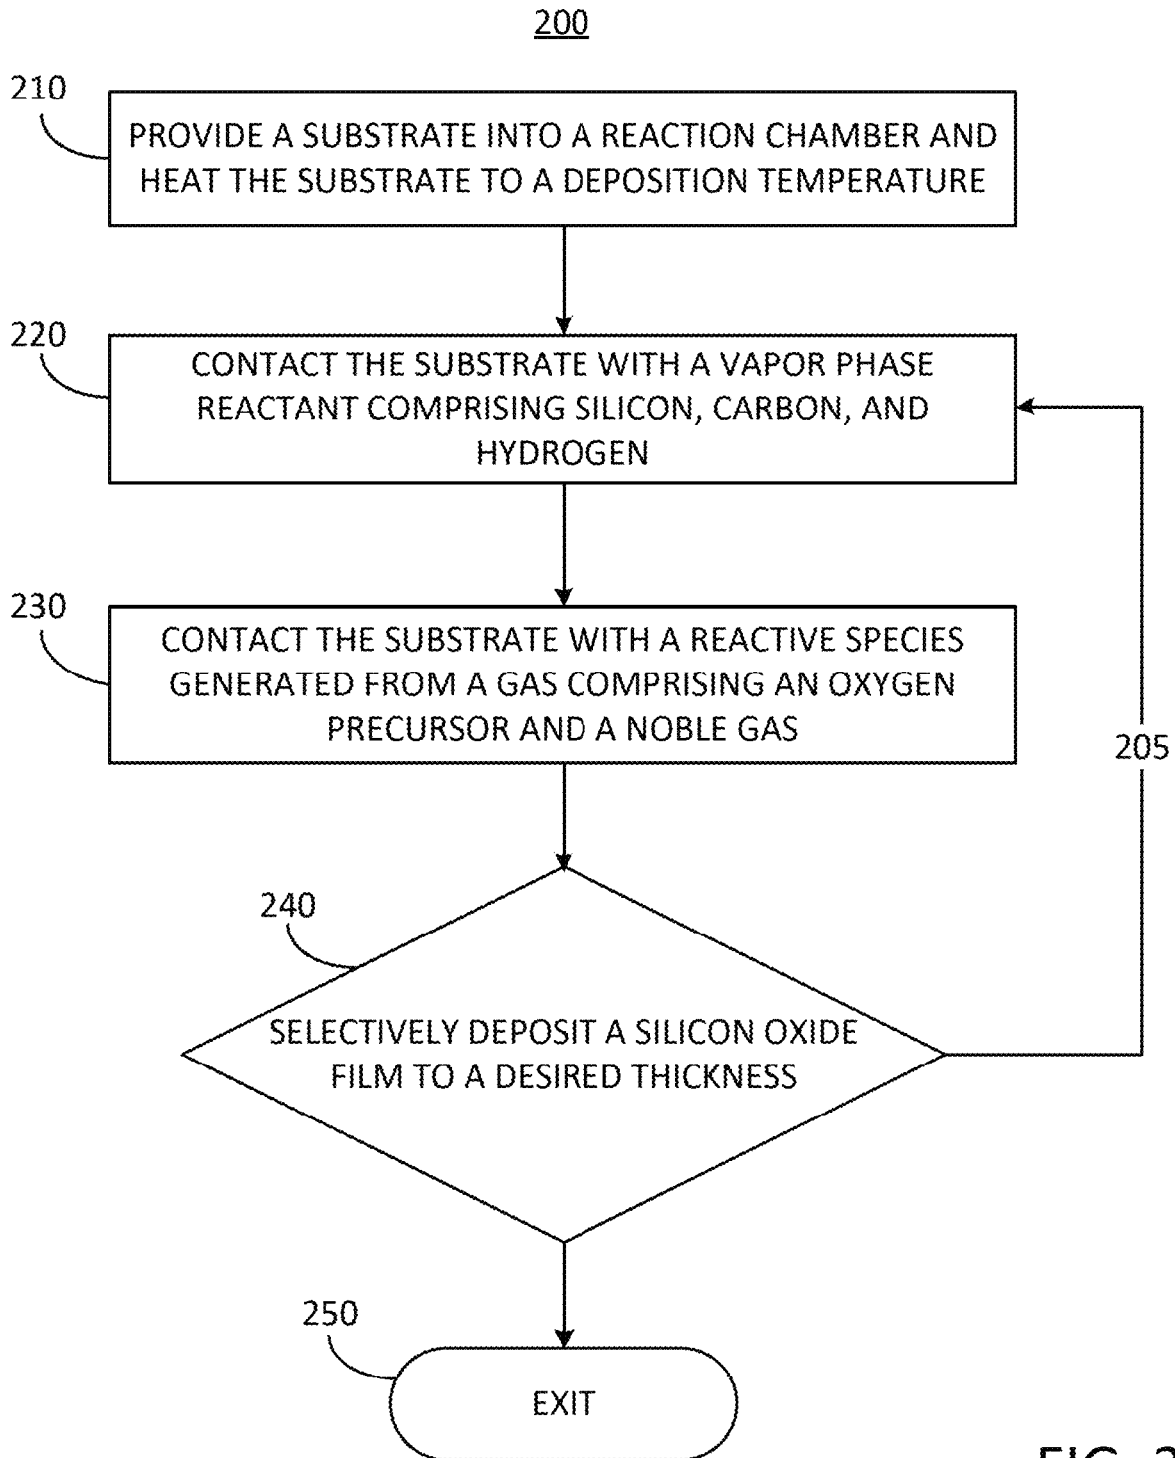 200
210
PROVIDE A SUBSTRATE INTO A REACTION CHAMBER AND
HEAT THE SUBSTRATE TO A DEPOSITION TEMPERATURE
220
CONTACT THE SUBSTRATE WITH A VAPOR PHASE
REACTANT COMPRISING SILICON, CARBON, AND
HYDROGEN
230
CONTACT THE SUBSTRATE WITH A REACTIVE SPECIES
GENERATED FROM A GAS COMPRISING AN OXYGEN
PRECURSOR AND A NOBLE GAS
205
240
SELECTIVELY DEPOSIT A SILICON OXIDE
FILM TO A DESIRED THICKNESS
250
EXIT
FIG.